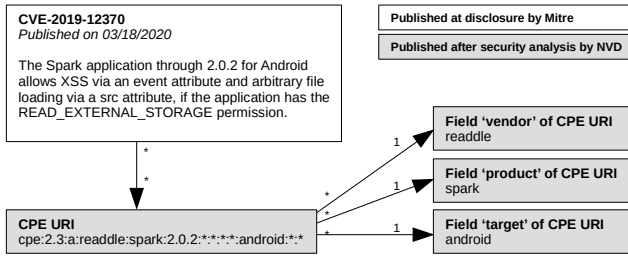 CVE-2019-12370
Published on 03/18/2020
The Spark application through 2.0.2 for Android
allows XSS via an event attribute and arbitrary file
loading via a src attribute, if the application has the
READ_EXTERNAL_STORAGE permission.
Published at disclosure by Mitre
Published after security analysis by NVD
*
*
CPE URI
cpe:2.3:a:readdle:spark:2.0.2:*:*:*:*:android:*:*
*
*
*
1
1
1
Field ‘vendor’ of CPE URI
readdle
Field ‘product’ of CPE URI
spark
Field ‘target’ of CPE URI
android